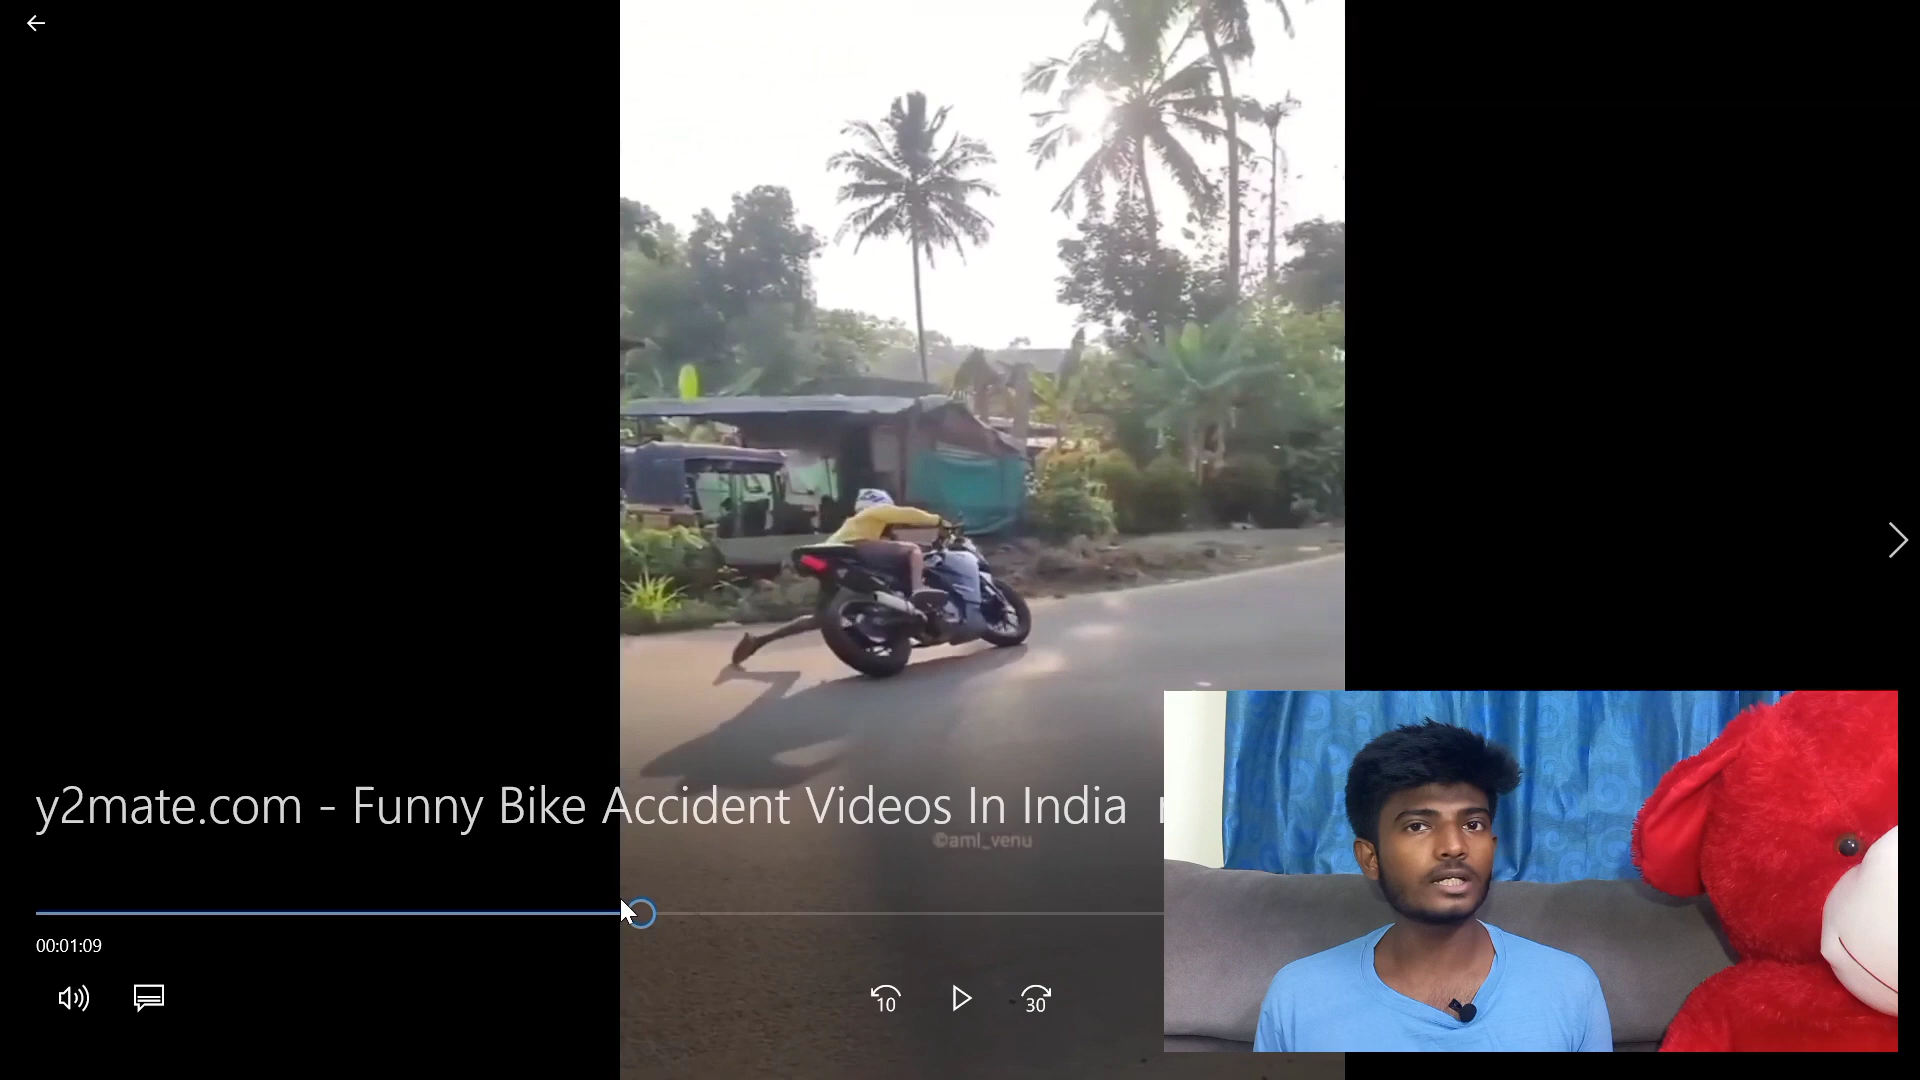 y2mate.com - Funny Bike Accident Videos In India
©aml_venu
00:01:09
10
30